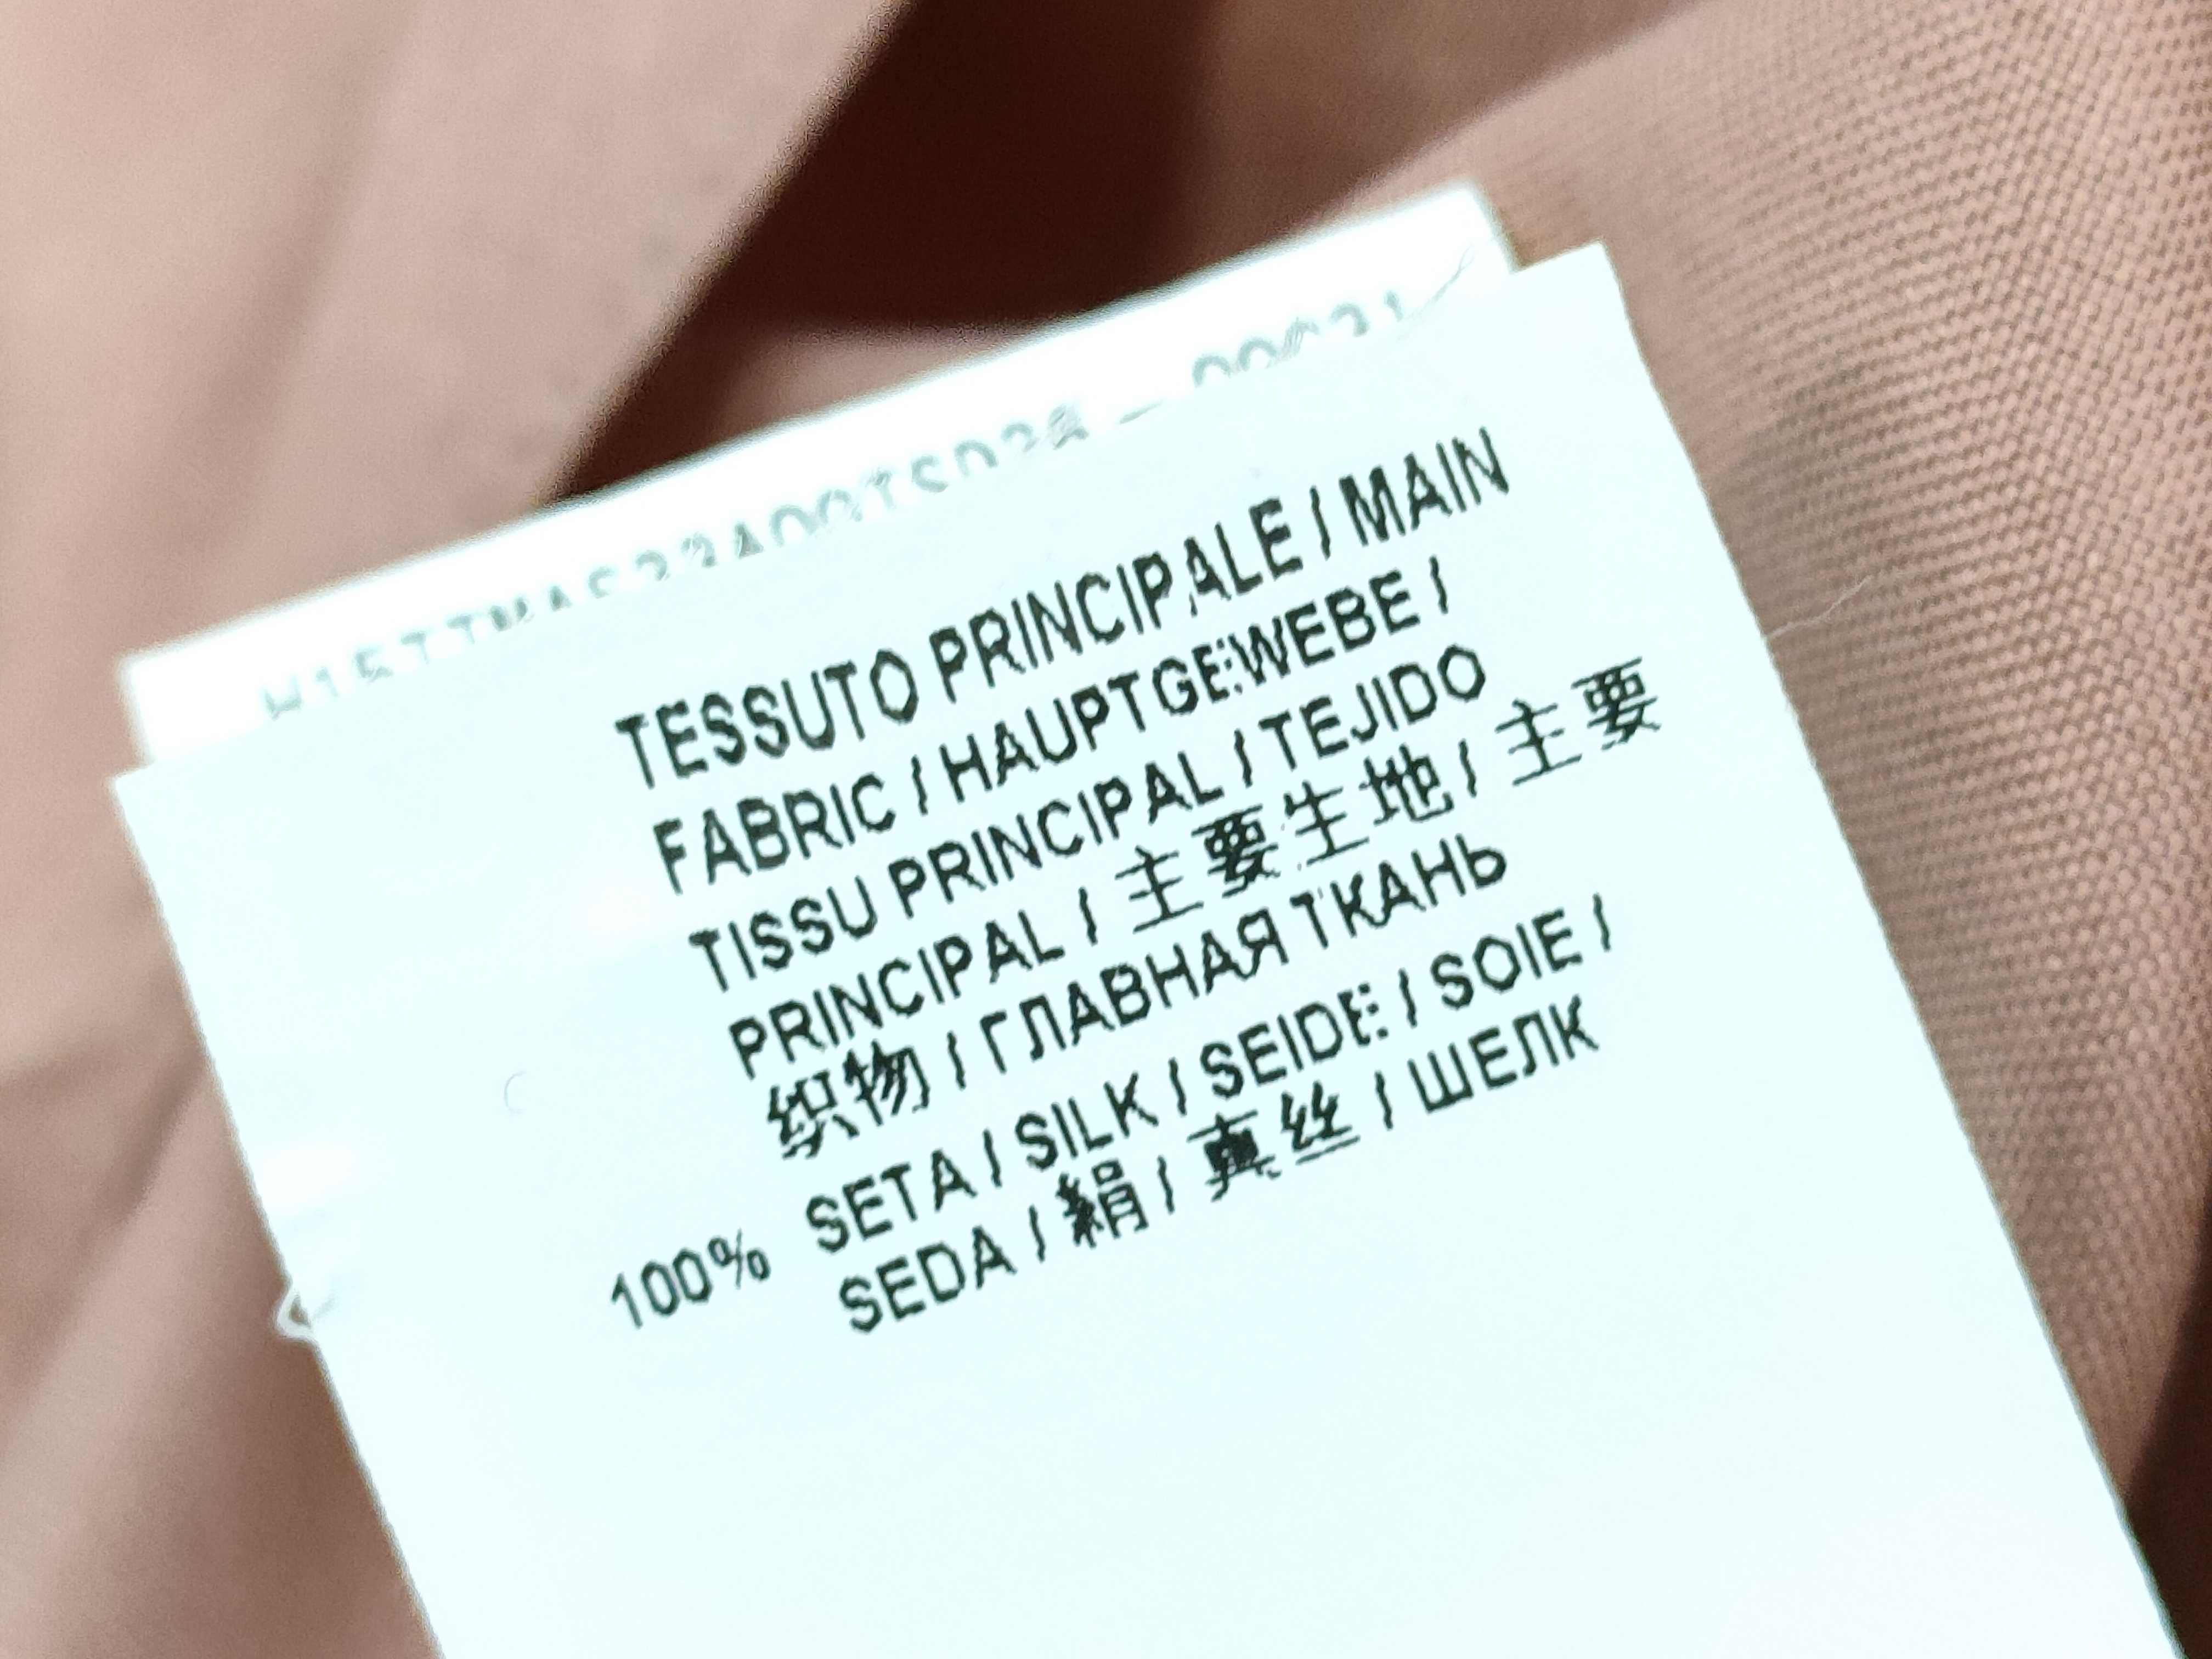 TESSUTO PRINCIPALE / MAIN
FABRIC / HAUPTGEWEBE /
TISSU PRINCIPAL / TEJIDO
PRINCIPAL / 主要生地 / 主要
织物 / ГЛАВНАЯ ТКАНЬ
100% SETA / SILK / SEIDE / SOIE /
SEDA / 絹 / 真丝 / ШЕЛК